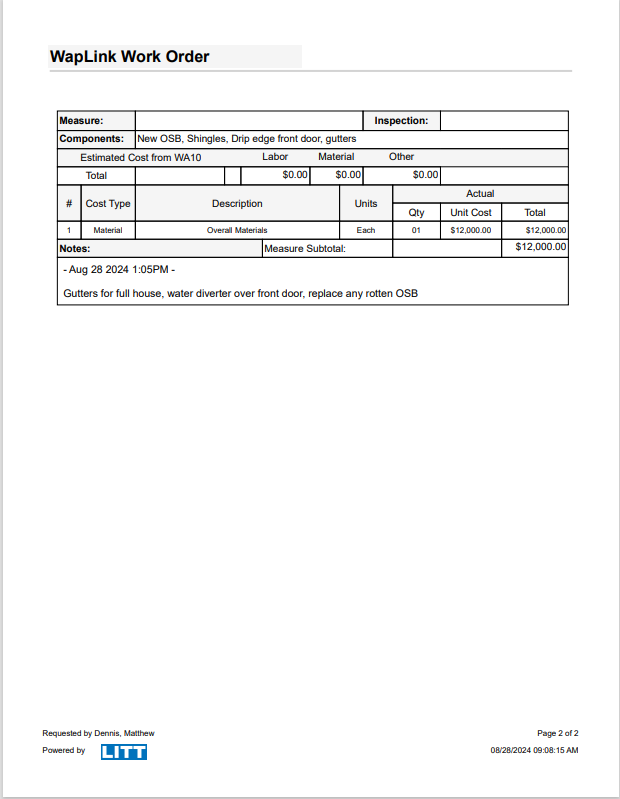 WapLink Work Order
Measure: Inspection:
Components: New OSB, Shingles, Drip edge front door, gutters
Estimated Cost from WA10 Labor Material Other
Total $0.00 $0.00 $0.00
# Cost Type Description Units Actual
Qty Unit Cost Total
1 Material Overall Materials Each 01 $12,000.00 $12,000.00
Notes: Measure Subtotal: $12,000.00
- Aug 28 2024 1:05PM -
Gutters for full house, water diverter over front door, replace any rotten OSB
Requested by Dennis, Matthew Page 2 of 2
Powered by LITT 08/28/2024 09:08:15 AM